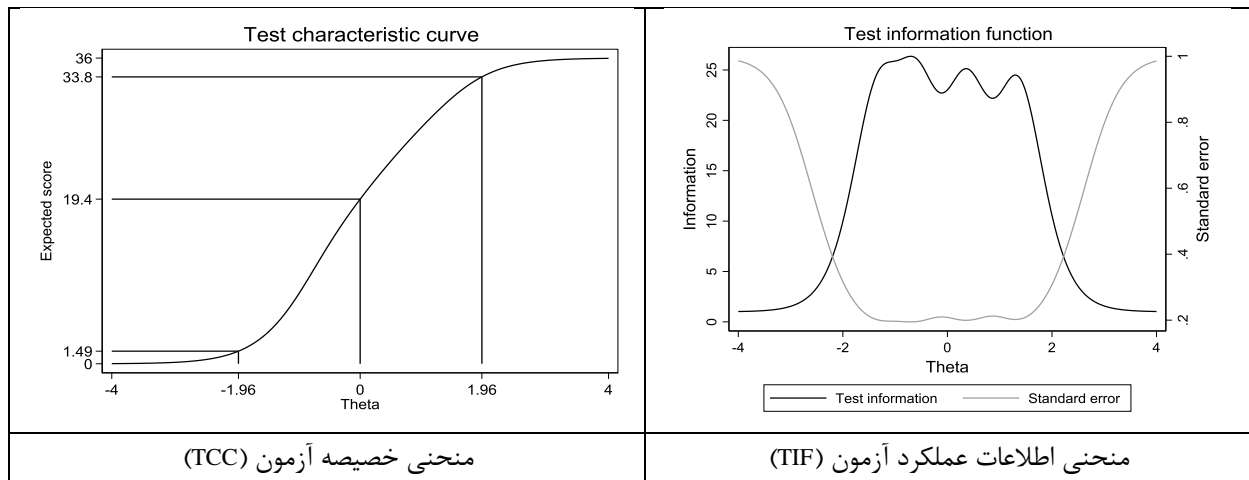 Test characteristic curve
Expected score
36
33.8
19.4
1.49
0
-4
-1.96
0
1.96
4
Theta
Test information function
Information
25
20
15
10
5
0
Standard error
1
.8
.6
.4
.2
-4
-2
0
2
4
Theta
Test information
Standard error
منحنی خصیصه آزمون (TCC)
منحنی اطلاعات عملکرد آزمون (TIF)